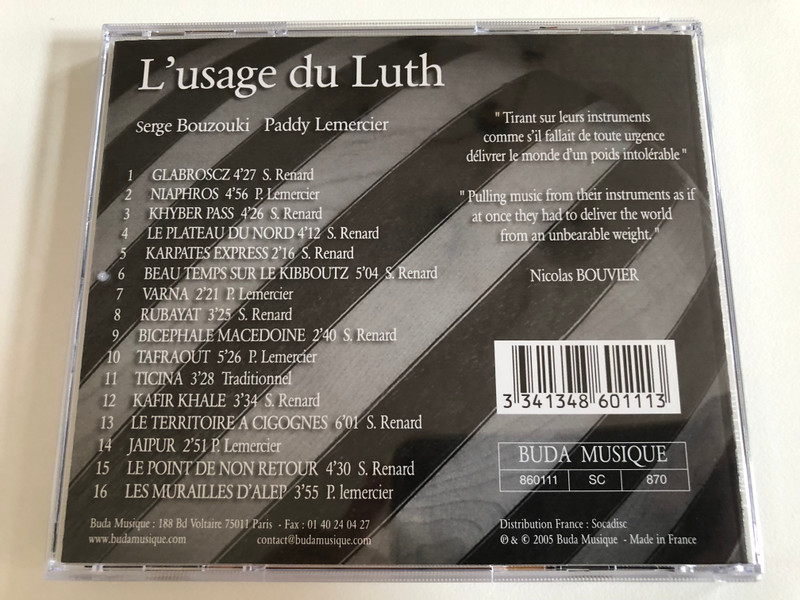 L'usage du Luth
Serge Bouzouki Paddy Lemercier
1 GLABROSCZ 4'27 S. Renard
2 NIAPHROS 4'56 P. Lemercier
3 KHYBER PASS 4'26 S. Renard
4 LE PLATEAU DU NORD 4'12 S. Renard
5 KARPATES EXPRESS 2'16 S. Renard
6 BEAU TEMPS SUR LE KIBBOUTZ 5'04 S. Renard
7 VARNA 2'21 P. Lemercier
8 RUBAYAT 3'25 S. Renard
9 BICEPHALE MACEDOINE 2'40 S. Renard
10 TAFRAOUT 5'26 P. Lemercier
11 TICINA 3'28 Traditionnel
12 KAFIR KHALE 3'34 S. Renard
13 LE TERRITOIRE A CIGOGNES 6'01 S. Renard
14 JAIPUR 2'51 P. Lemercier
15 LE POINT DE NON RETOUR 4'30 S. Renard
16 LES MURAILLES D'ALEP 3'55 P. lemercier
Buda Musique : 188 Bd Voltaire 75011 Paris - Fax : 01 40 24 04 27
www.budamusique.com contact@budamusique.com
" Tirant sur leurs instruments
comme s'il fallait de toute urgence
délivrer le monde d'un poids intolérable "
" Pulling music from their instruments as if
at once they had to deliver the world
from an unbearable weight. "
Nicolas BOUVIER
3 341348 601113
BUDA MUSIQUE
860111 SC 870
Distribution France : Socadisc
℗ & © 2005 Buda Musique - Made in France